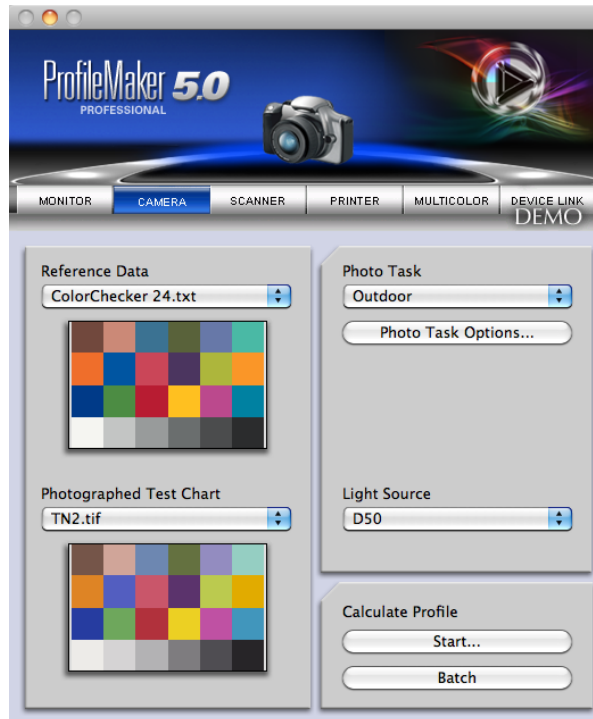 ProfileMaker 5.0
PROFESSIONAL
MONITOR CAMERA SCANNER PRINTER MULTICOLOR DEVICE LINK
DEMO
Reference Data
ColorChecker 24.txt
Photographed Test Chart
TN2.tif
Photo Task
Outdoor
Photo Task Options...
Light Source
D50
Calculate Profile
Start...
Batch